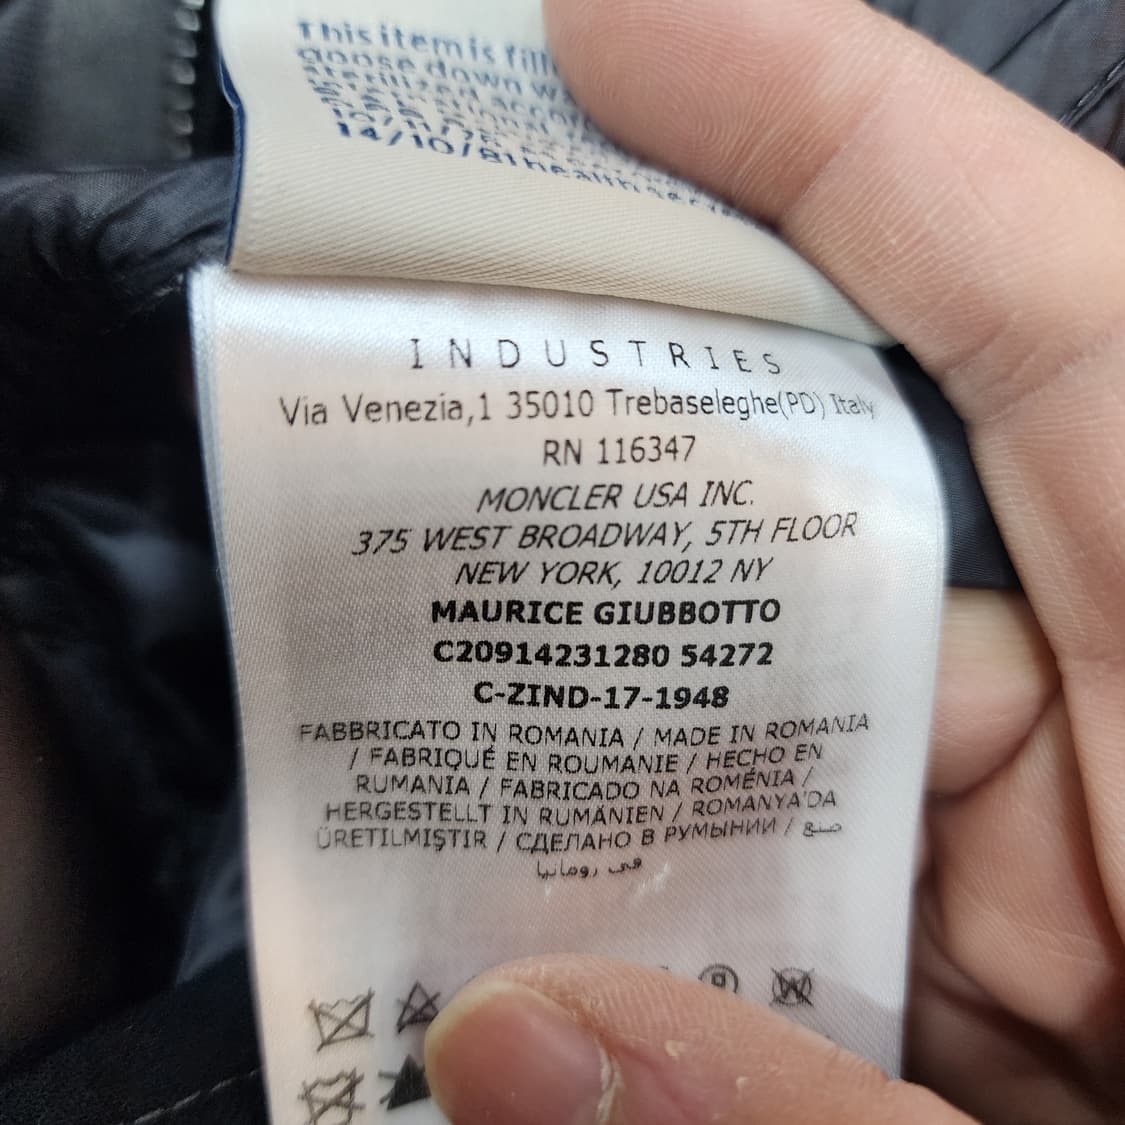 This item is fill
goose down w
sterilized acco
14/10/81 health
INDUSTRIES
Via Venezia,1 35010 Trebaseleghe(PD) Italy
RN 116347
MONCLER USA INC.
375 WEST BROADWAY, 5TH FLOOR
NEW YORK, 10012 NY
MAURICE GIUBBOTTO
C20914231280 54272
C-ZIND-17-1948
FABBRICATO IN ROMANIA / MADE IN ROMANIA
/ FABRIQUÉ EN ROUMANIE / HECHO EN
RUMANIA / FABRICADO NA ROMÉNIA /
HERGESTELLT IN RUMÄNIEN / ROMANYA'DA
ÜRETILMIŞTIR / СДЕЛАНО В РУМЫНИИ / صنع
في رومانيا